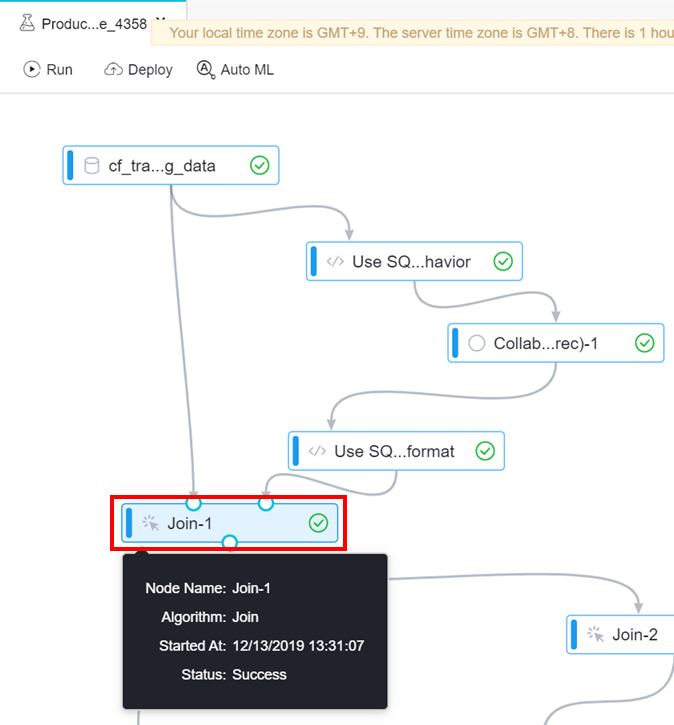 Produc...e_4358
Your local time zone is GMT+9. The server time zone is GMT+8. There is 1 hou
Run Deploy Auto ML
cf_tra...g_data
Use SQ...havior
Collab...rec)-1
Use SQ...format
Join-1
Node Name: Join-1
Algorithm: Join
Started At: 12/13/2019 13:31:07
Status: Success
Join-2